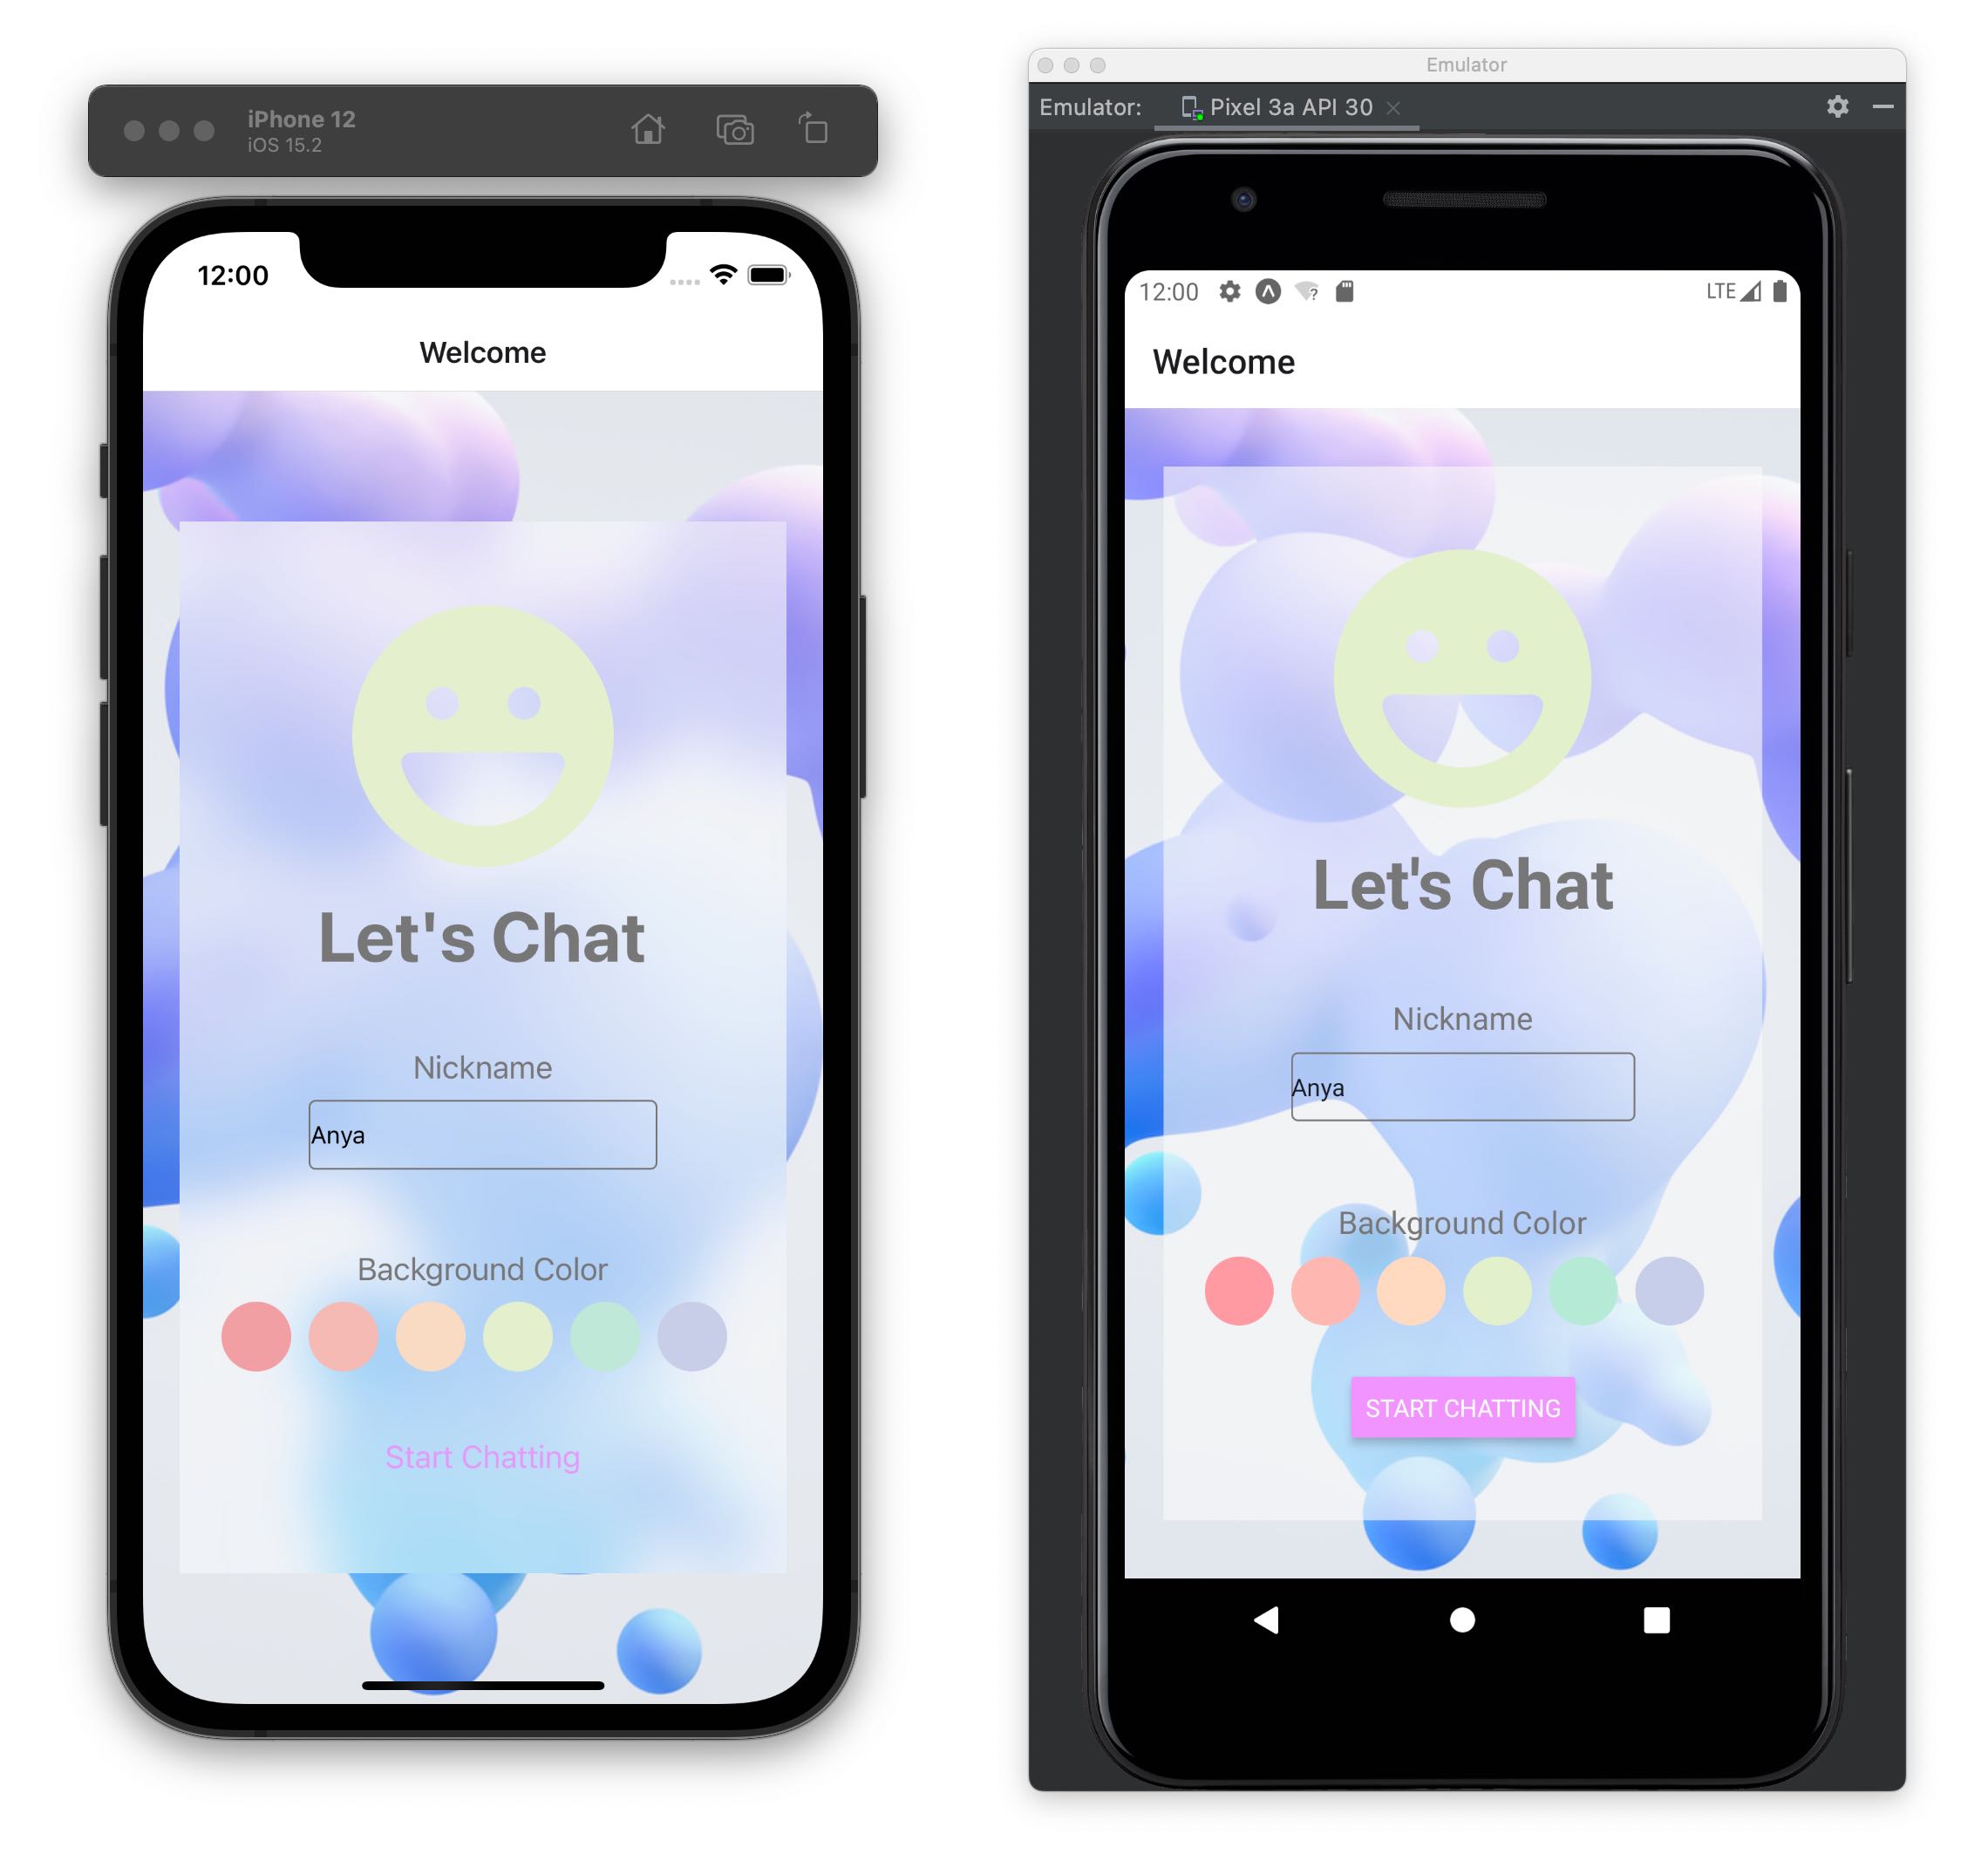 iPhone 12
iOS 15.2
12:00
Welcome
Let's Chat
Nickname
Anya
Background Color
Start Chatting
Emulator
Emulator: Pixel 3a API 30
12:00 ? LTE
Welcome
Let's Chat
Nickname
Anya
Background Color
START CHATTING